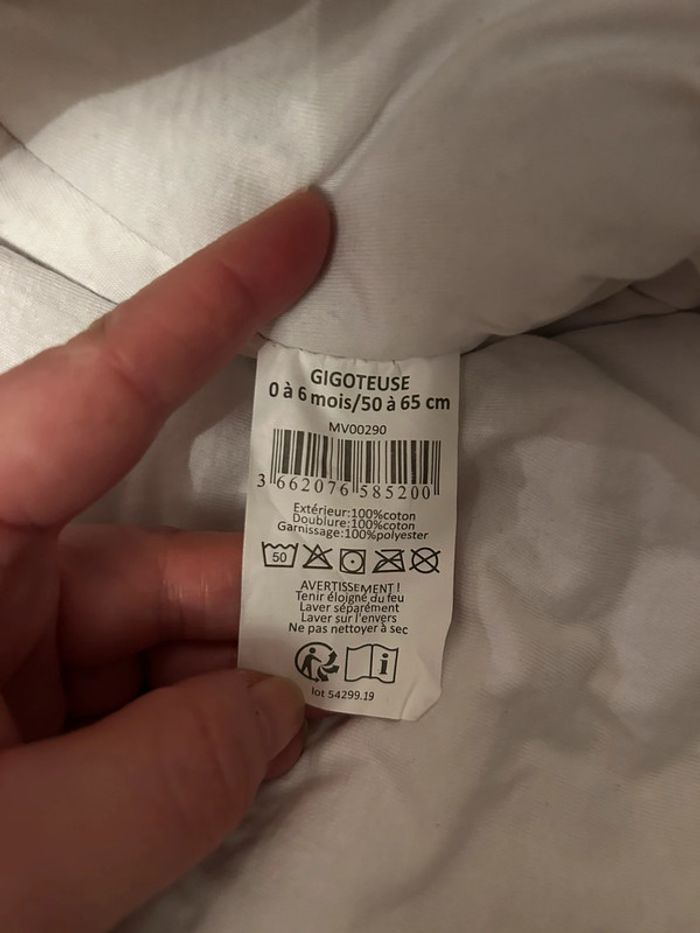 GIGOTEUSE
0 à 6 mois/50 à 65 cm
MV00290
3 662076 585200
Extérieur:100%coton
Doublure:100%coton
Garnissage:100%polyester
50
AVERTISSEMENT !
Tenir éloigné du feu
Laver séparément
Laver sur l'envers
Ne pas nettoyer à sec
i
lot 54299.19